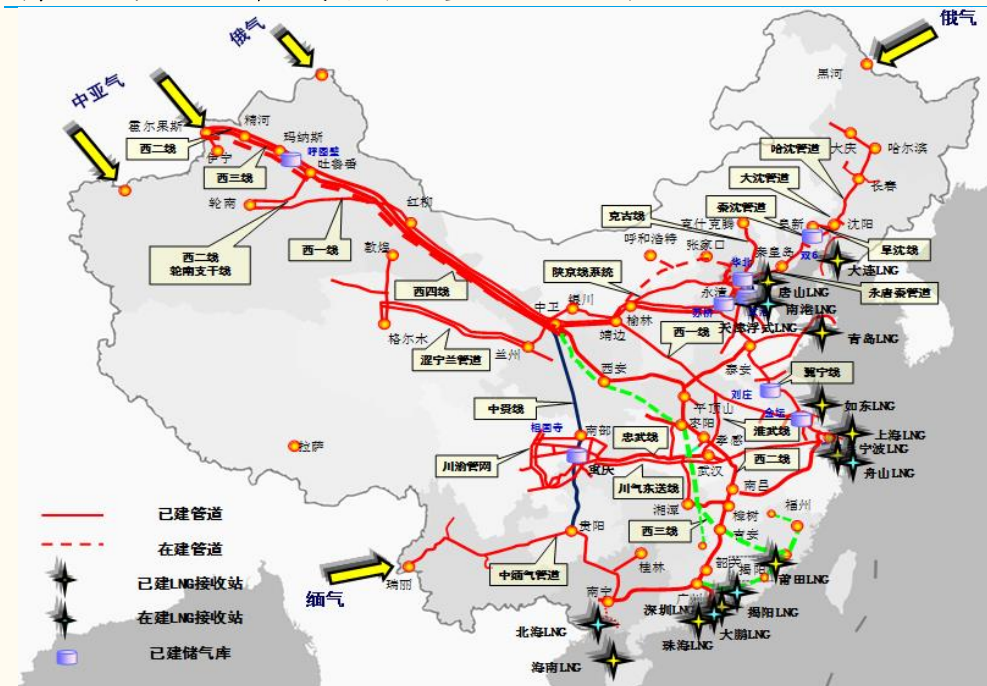 俄气
俄气
黑河
中亚气
霍尔果斯
精河
西二线
伊宁
玛纳斯
呼图壁
西三线
吐鲁番
轮南
红柳
西二线
轮南支干线
西一线
敦煌
西四线
格尔木
涩宁兰管道
兰州
中卫
银川
榆林
靖边
陕京线系统
呼和浩特
张家口
克古线
克什克腾
秦沈管道
大沈管道
哈沈管道
大庆
哈尔滨
长春
阜新
沈阳
双6
旱沈线
秦皇岛
大连LNG
华北
永清
唐山LNG
永唐秦管道
苏桥
南港LNG
天津浮式LNG
西一线
青岛LNG
泰安
冀宁线
西安
刘庄
平顶山
金坛
如东LNG
中贵线
枣阳
淮武线
上海LNG
宁波LNG
舟山LNG
相国寺
南部
忠武线
孝感
西二线
川渝管网
重庆
武汉
川气东送线
南昌
湘潭
樟树
福州
拉萨
西三线
吉安
贵阳
已建管道
在建管道
已建LNG接收站
在建LNG接收站
已建储气库
瑞丽
缅气
中缅气管道
桂林
韶关
揭阳
莆田LNG
南宁
广州
深圳LNG
揭阳LNG
大鹏LNG
珠海LNG
北海LNG
海南LNG